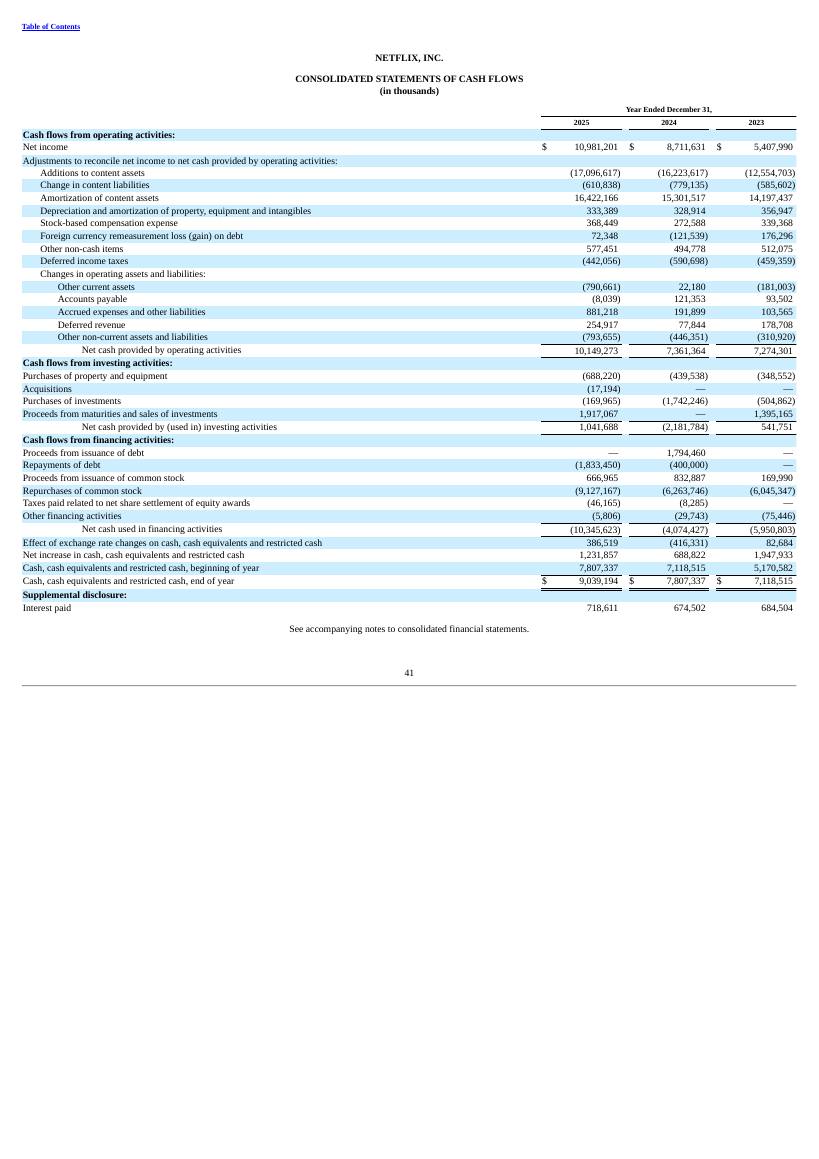 Table of Contents
NETFLIX, INC.
CONSOLIDATED STATEMENTS OF CASH FLOWS
(in thousands)
Year Ended December 31,
2025 2024 2023
Cash flows from operating activities:
Net income $ 10,981,201 $ 8,711,631 $ 5,407,990
Adjustments to reconcile net income to net cash provided by operating activities:
Additions to content assets (17,096,617) (16,223,617) (12,554,703)
Change in content liabilities (610,838) (779,135) (585,602)
Amortization of content assets 16,422,166 15,301,517 14,197,437
Depreciation and amortization of property, equipment and intangibles 333,389 328,914 356,947
Stock-based compensation expense 368,449 272,588 339,368
Foreign currency remeasurement loss (gain) on debt 72,348 (121,539) 176,296
Other non-cash items 577,451 494,778 512,075
Deferred income taxes (442,056) (590,698) (459,359)
Changes in operating assets and liabilities:
Other current assets (790,661) 22,180 (181,003)
Accounts payable (8,039) 121,353 93,502
Accrued expenses and other liabilities 881,218 191,899 103,565
Deferred revenue 254,917 77,844 178,708
Other non-current assets and liabilities (793,655) (446,351) (310,920)
Net cash provided by operating activities 10,149,273 7,361,364 7,274,301
Cash flows from investing activities:
Purchases of property and equipment (688,220) (439,538) (348,552)
Acquisitions (17,194) — —
Purchases of investments (169,965) (1,742,246) (504,862)
Proceeds from maturities and sales of investments 1,917,067 — 1,395,165
Net cash provided by (used in) investing activities 1,041,688 (2,181,784) 541,751
Cash flows from financing activities:
Proceeds from issuance of debt — 1,794,460 —
Repayments of debt (1,833,450) (400,000) —
Proceeds from issuance of common stock 666,965 832,887 169,990
Repurchases of common stock (9,127,167) (6,263,746) (6,045,347)
Taxes paid related to net share settlement of equity awards (46,165) (8,285) —
Other financing activities (5,806) (29,743) (75,446)
Net cash used in financing activities (10,345,623) (4,074,427) (5,950,803)
Effect of exchange rate changes on cash, cash equivalents and restricted cash 386,519 (416,331) 82,684
Net increase in cash, cash equivalents and restricted cash 1,231,857 688,822 1,947,933
Cash, cash equivalents and restricted cash, beginning of year 7,807,337 7,118,515 5,170,582
Cash, cash equivalents and restricted cash, end of year $ 9,039,194 $ 7,807,337 $ 7,118,515
Supplemental disclosure:
Interest paid 718,611 674,502 684,504
See accompanying notes to consolidated financial statements.
41